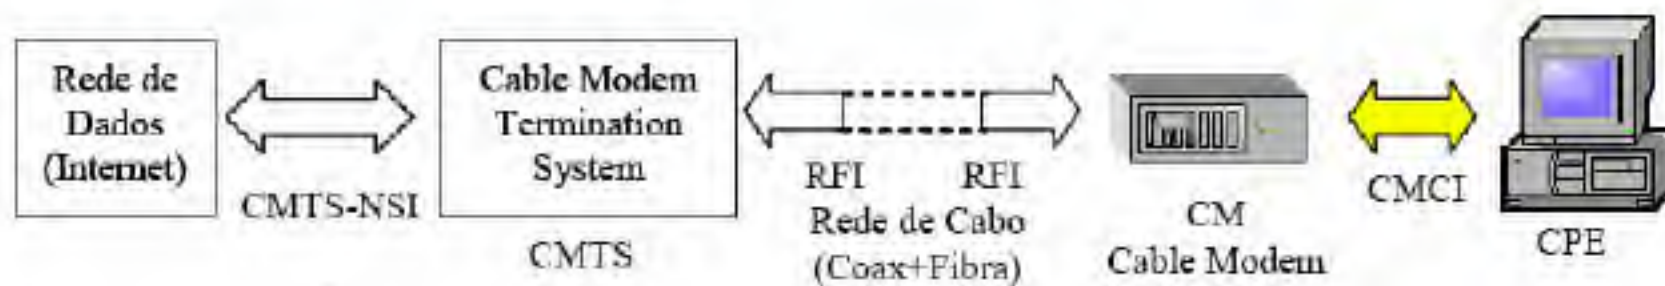 Rede de
Dados
(Internet)
CMTS-NSI
Cable Modem
Termination
System
CMTS
RFI RFI
Rede de Cabo
(Coax+Fibra)
CM
Cable Modem
CMCI
CPE